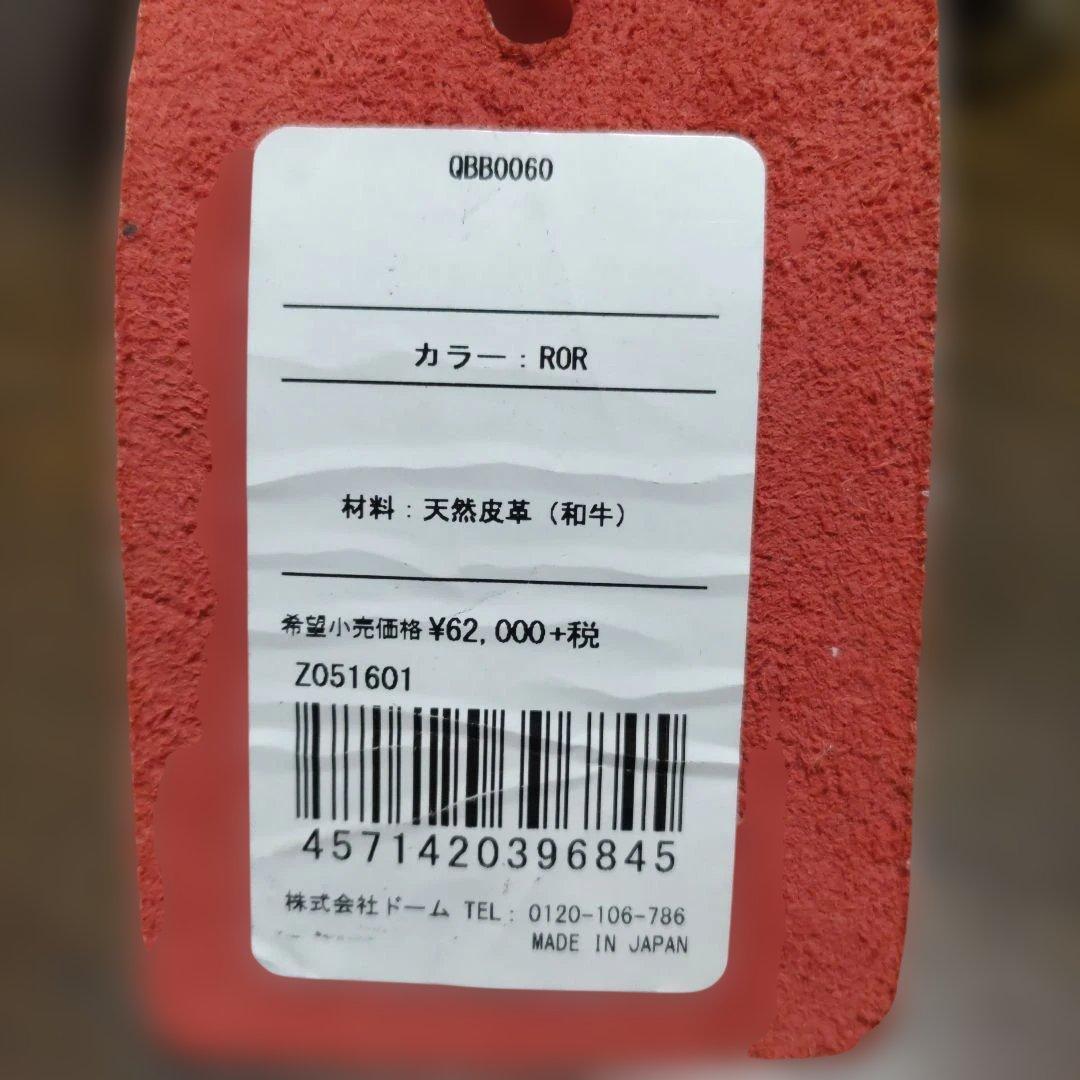 QBB0060
カラー：ROR
材料：天然皮革（和牛）
希望小売価格 ¥62,000+税
Z051601
4571420396845
株式会社ドーム TEL: 0120-106-786
MADE IN JAPAN